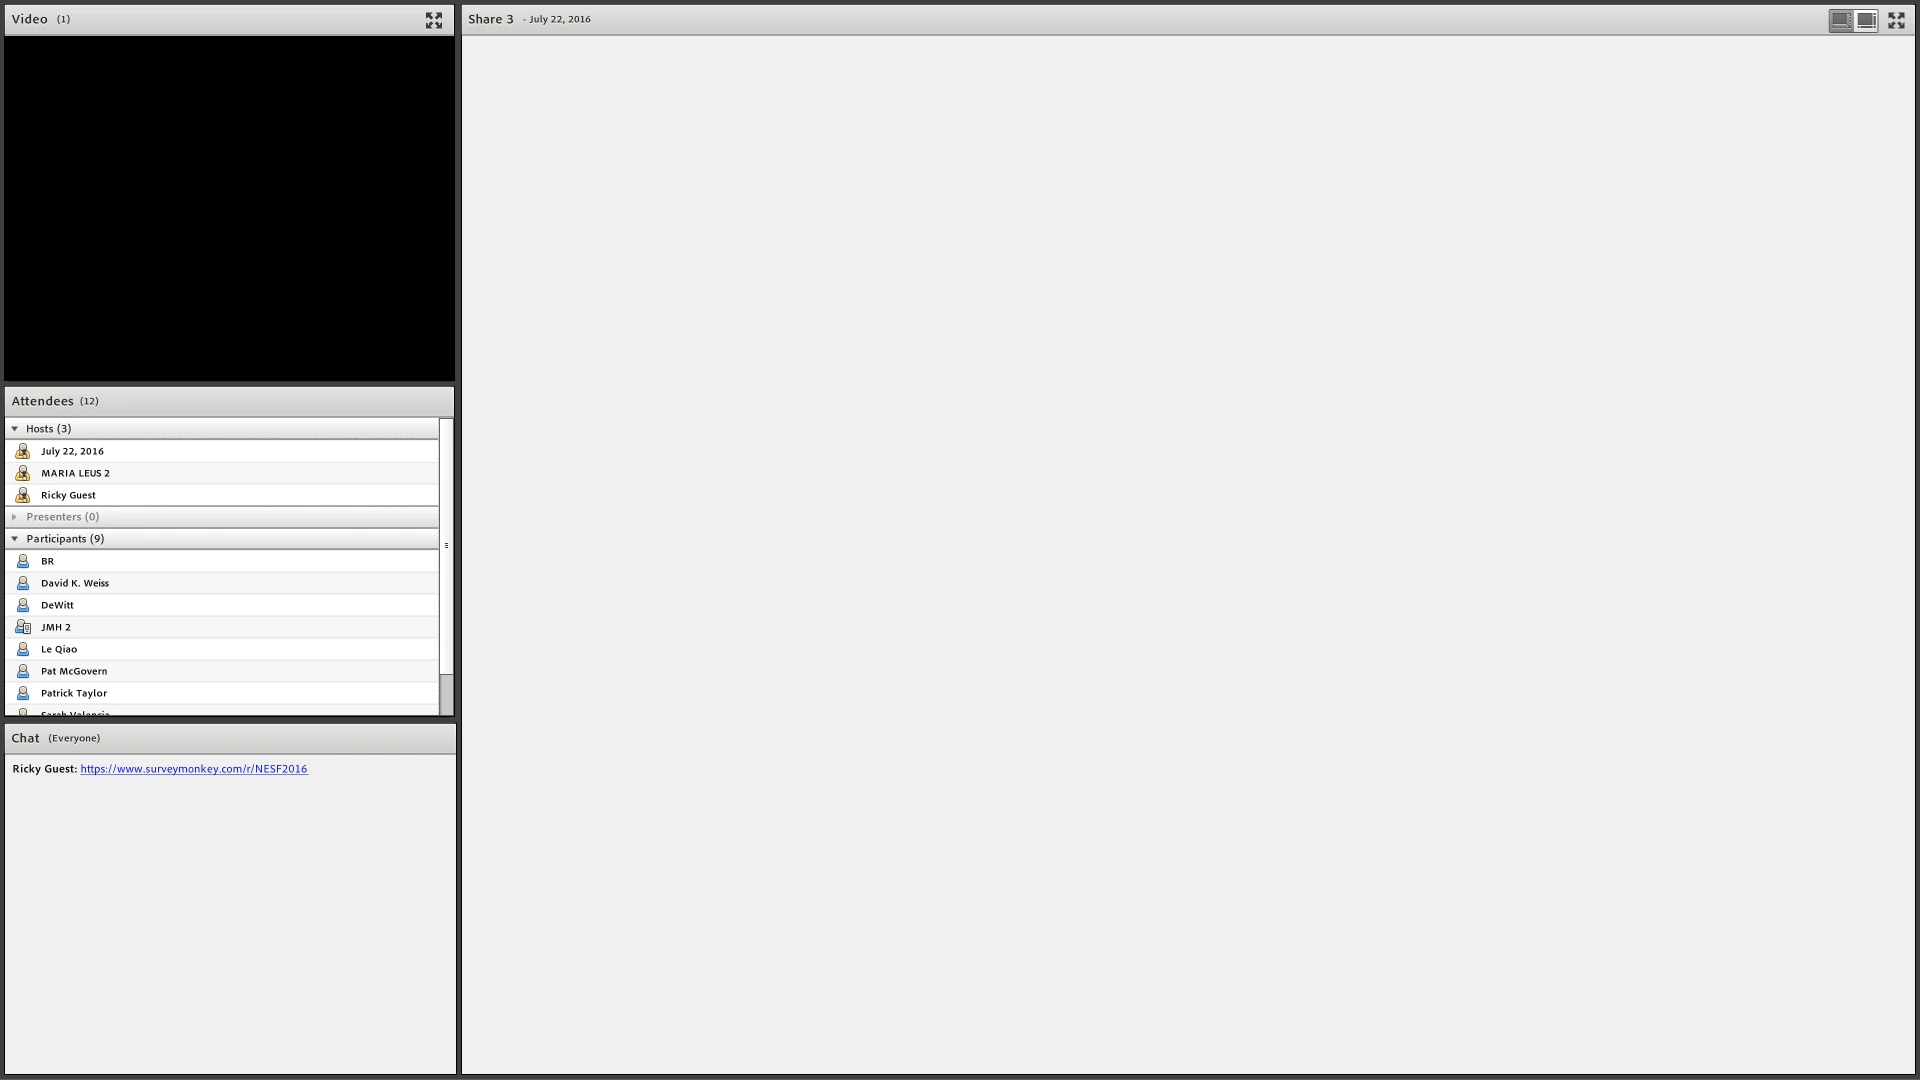 Video (1)
Share 3 - July 22, 2016
Attendees (12)
Hosts (3)
July 22, 2016
MARIA LEUS 2
Ricky Guest
Presenters (0)
Participants (9)
BR
David K. Weiss
DeWitt
JMH 2
Le Qiao
Pat McGovern
Patrick Taylor
Sarah Valencia
Chat (Everyone)
Ricky Guest: https://www.surveymonkey.com/r/NESF2016